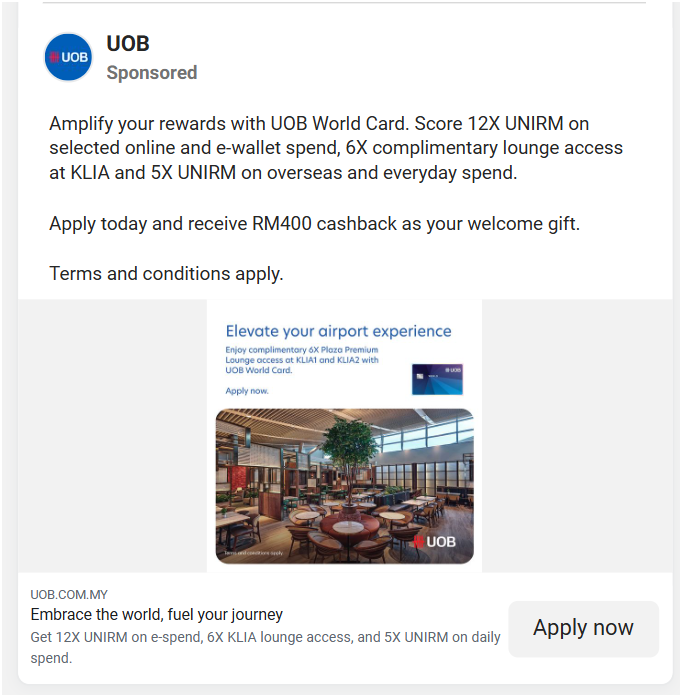 UOB
UOB
Sponsored
Amplify your rewards with UOB World Card. Score 12X UNIRM on
selected online and e-wallet spend, 6X complimentary lounge access
at KLIA and 5X UNIRM on overseas and everyday spend.
Apply today and receive RM400 cashback as your welcome gift.
Terms and conditions apply.
Elevate your airport experience
Enjoy complimentary 6X Plaza Premium
Lounge access at KLIA1 and KLIA2 with
UOB World Card.
UOB
Apply now.
Terms and conditions apply
UOB
UOB.COM.MY
Embrace the world, fuel your journey
Get 12X UNIRM on e-spend, 6X KLIA lounge access, and 5X UNIRM on daily
spend.
Apply now